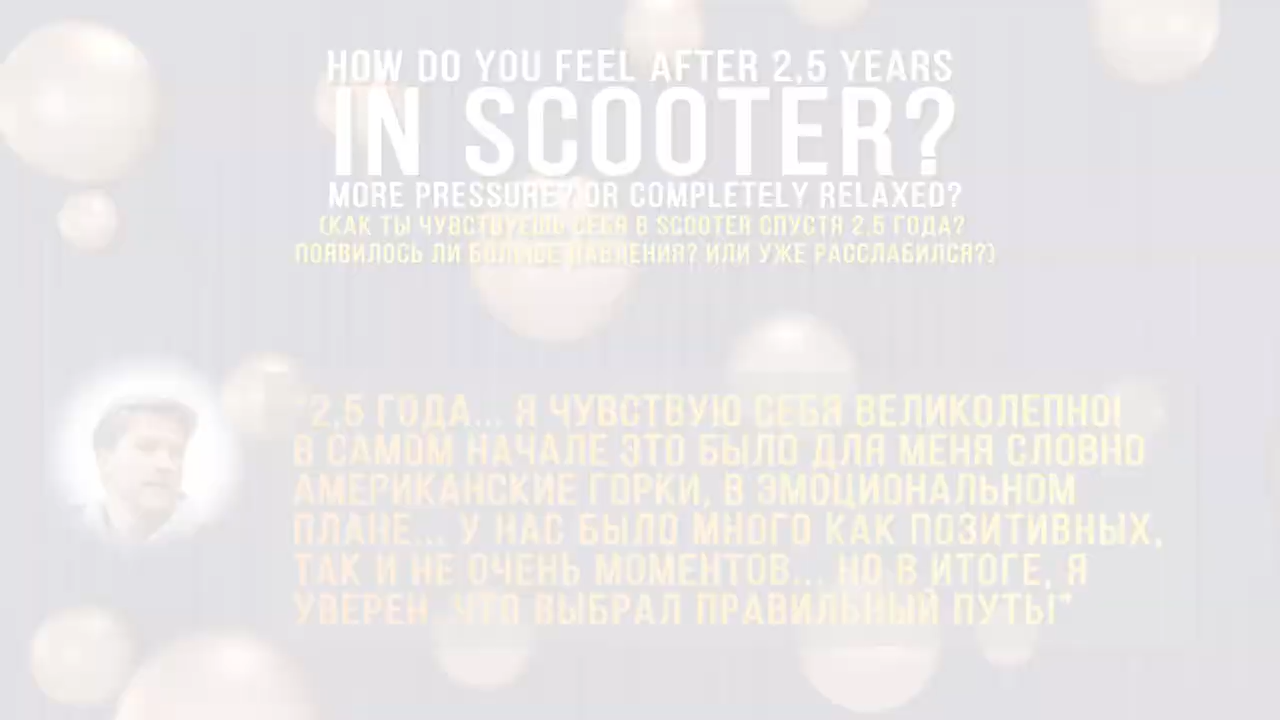 HOW DO YOU FEEL AFTER 2,5 YEARS
IN SCOOTER?
MORE PRESSURE? OR COMPLETELY RELAXED?
(КАК ТЫ ЧУВСТВУЕШЬ СЕБЯ В SCOOTER СПУСТЯ 2,5 ГОДА?
ПОЯВИЛОСЬ ЛИ БОЛЬШЕ ДАВЛЕНИЯ? ИЛИ УЖЕ РАССЛАБИЛСЯ?)
"2,5 ГОДА... Я ЧУВСТВУЮ СЕБЯ ВЕЛИКОЛЕПНО!
В САМОМ НАЧАЛЕ ЭТО БЫЛО ДЛЯ МЕНЯ СЛОВНО
АМЕРИКАНСКИЕ ГОРКИ, В ЭМОЦИОНАЛЬНОМ
ПЛАНЕ... У НАС БЫЛО МНОГО КАК ПОЗИТИВНЫХ,
ТАК И НЕ ОЧЕНЬ МОМЕНТОВ... НО В ИТОГЕ, Я
УВЕРЕН, ЧТО ВЫБРАЛ ПРАВИЛЬНЫЙ ПУТЬ!"